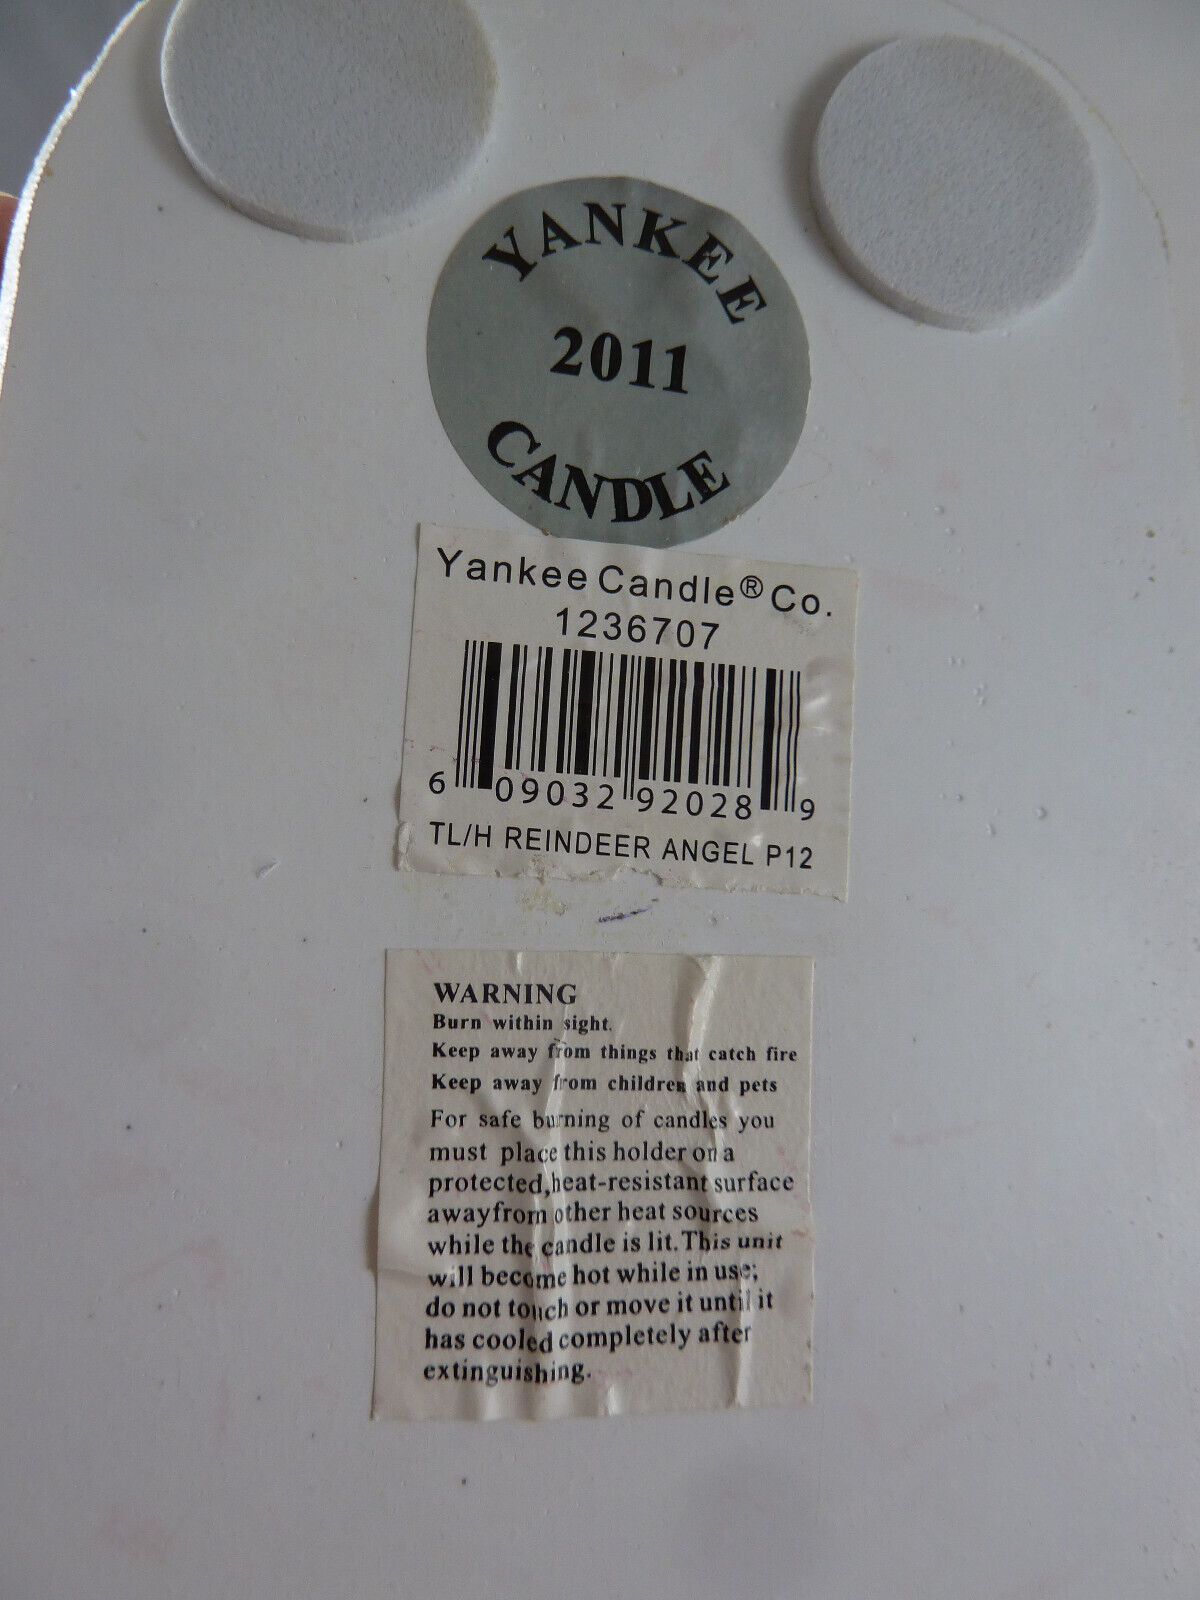 YANKEE
2011
CANDLE
Yankee Candle® Co.
1236707
6 09032 92028 9
TL/H REINDEER ANGEL P12
WARNING
Burn within sight.
Keep away from things that catch fire
Keep away from children and pets
For safe burning of candles you
must place this holder on a
protected,heat-resistant surface
awayfrom other heat sources
while the candle is lit.This unit
will become hot while in use;
do not touch or move it until it
has cooled completely after
extinguishing.